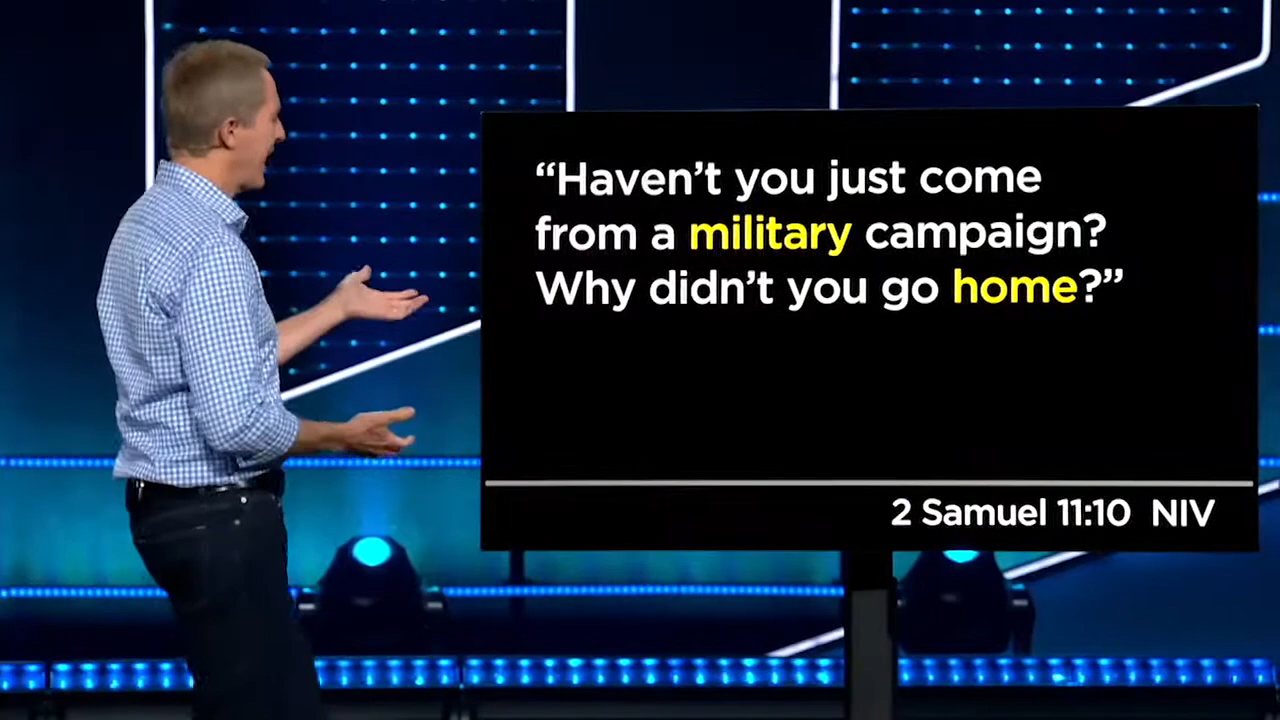 “Haven’t you just come
from a military campaign?
Why didn’t you go home?”
2 Samuel 11:10 NIV